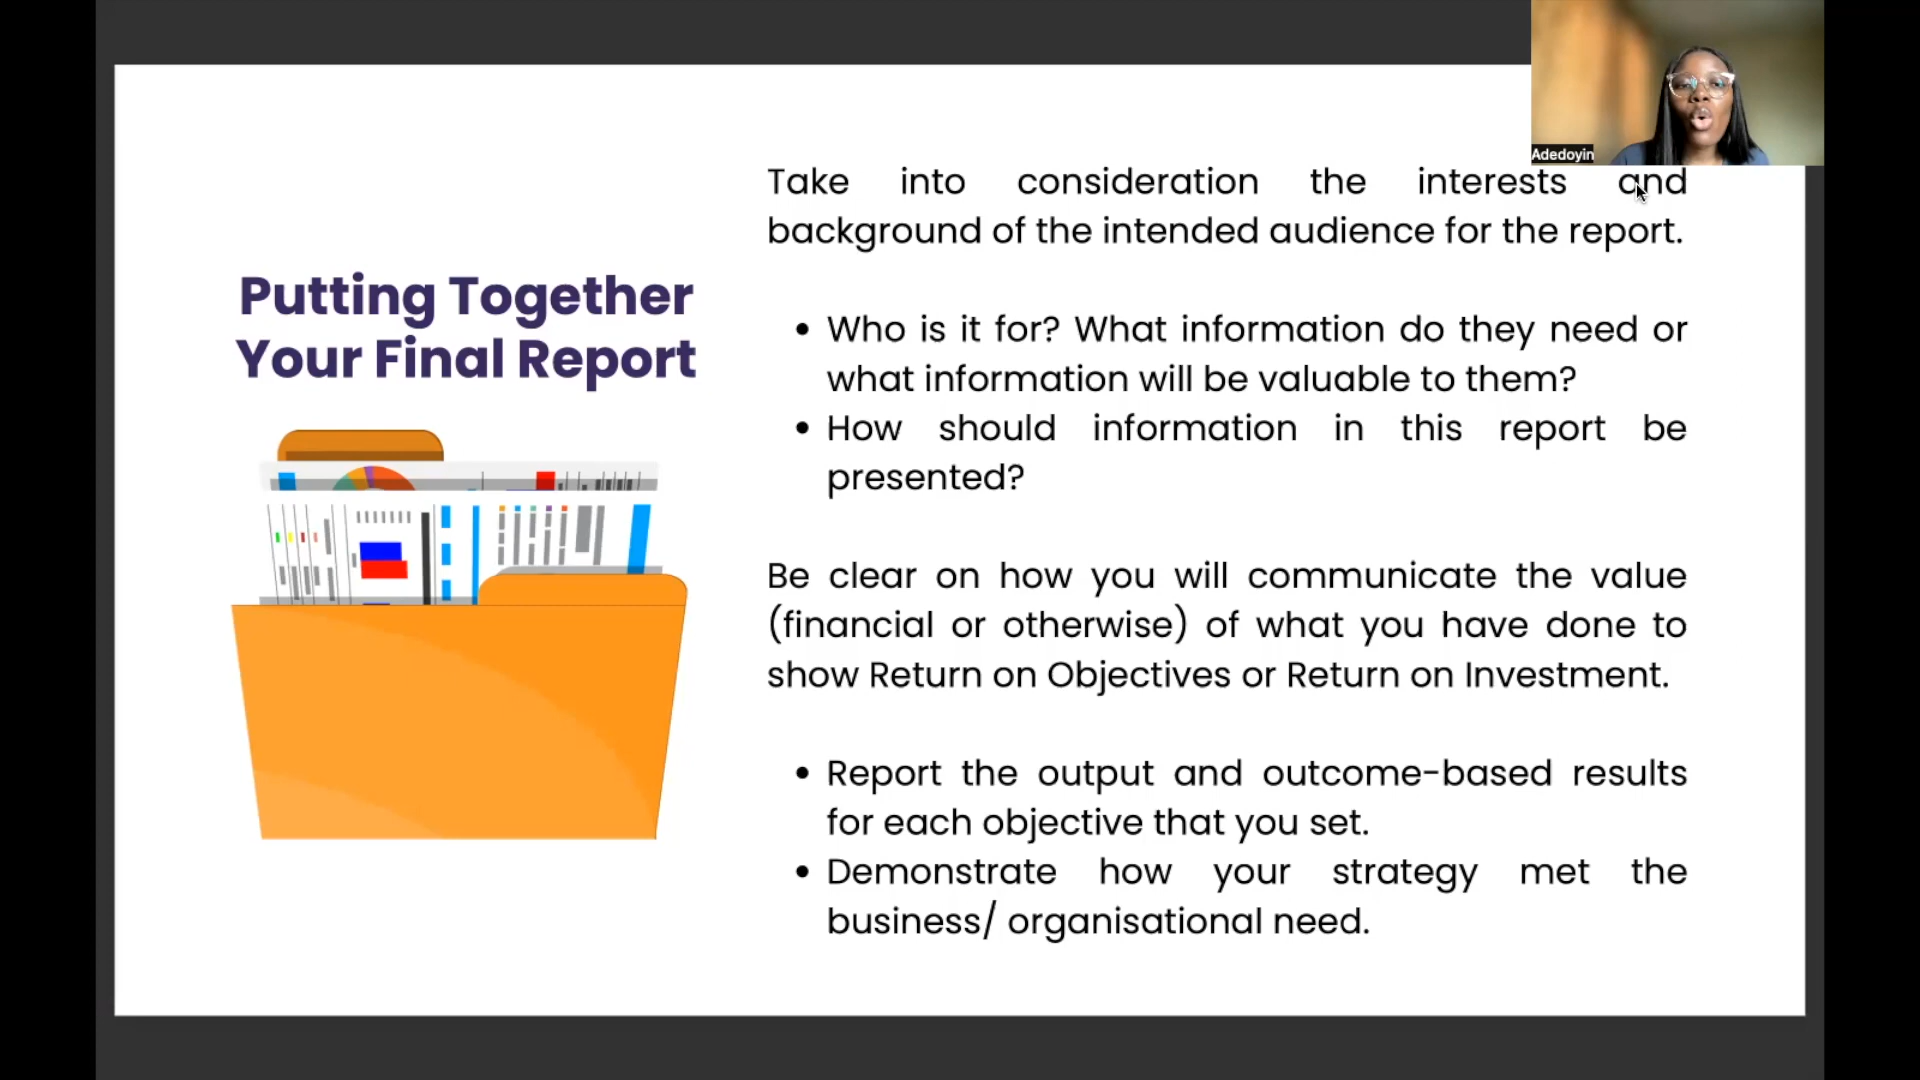 Adedoyin
Putting Together
Your Final Report
Take into consideration the interests and
background of the intended audience for the report.
• Who is it for? What information do they need or
what information will be valuable to them?
• How should information in this report be
presented?
Be clear on how you will communicate the value
(financial or otherwise) of what you have done to
show Return on Objectives or Return on Investment.
• Report the output and outcome-based results
for each objective that you set.
• Demonstrate how your strategy met the
business/ organisational need.